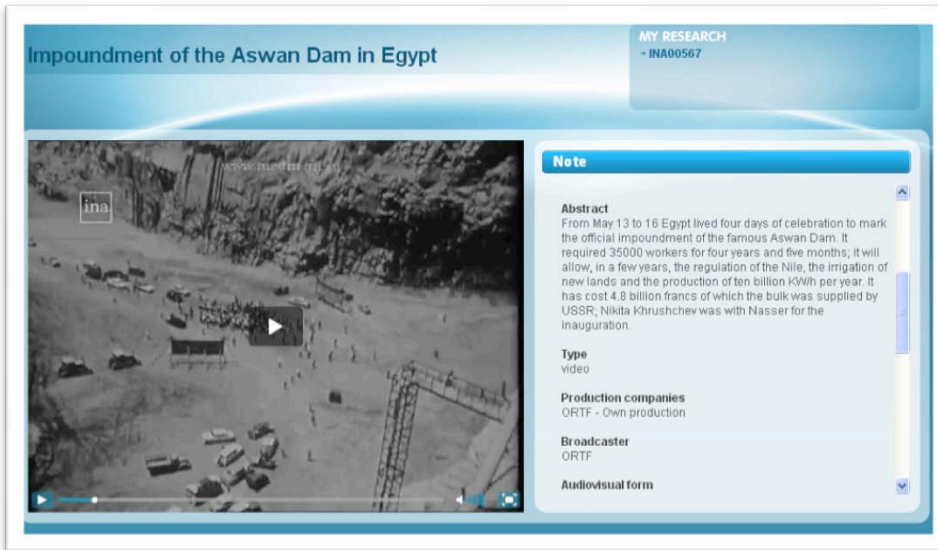 Impoundment of the Aswan Dam in Egypt
MY RESEARCH
INA00567
ina
Note
Abstract
From May 13 to 16 Egypt lived four days of celebration to mark
the official impoundment of the famous Aswan Dam. It
required 35000 workers for four years and five months; it will
allow, in a few years, the regulation of the Nile, the irrigation of
new lands and the production of ten billion KWh per year. It
has cost 4.8 billion francs of which the bulk was supplied by
USSR; Nikita Khrushchev was with Nasser for the
inauguration.
Type
video
Production companies
ORTF - Own production
Broadcaster
ORTF
Audiovisual form